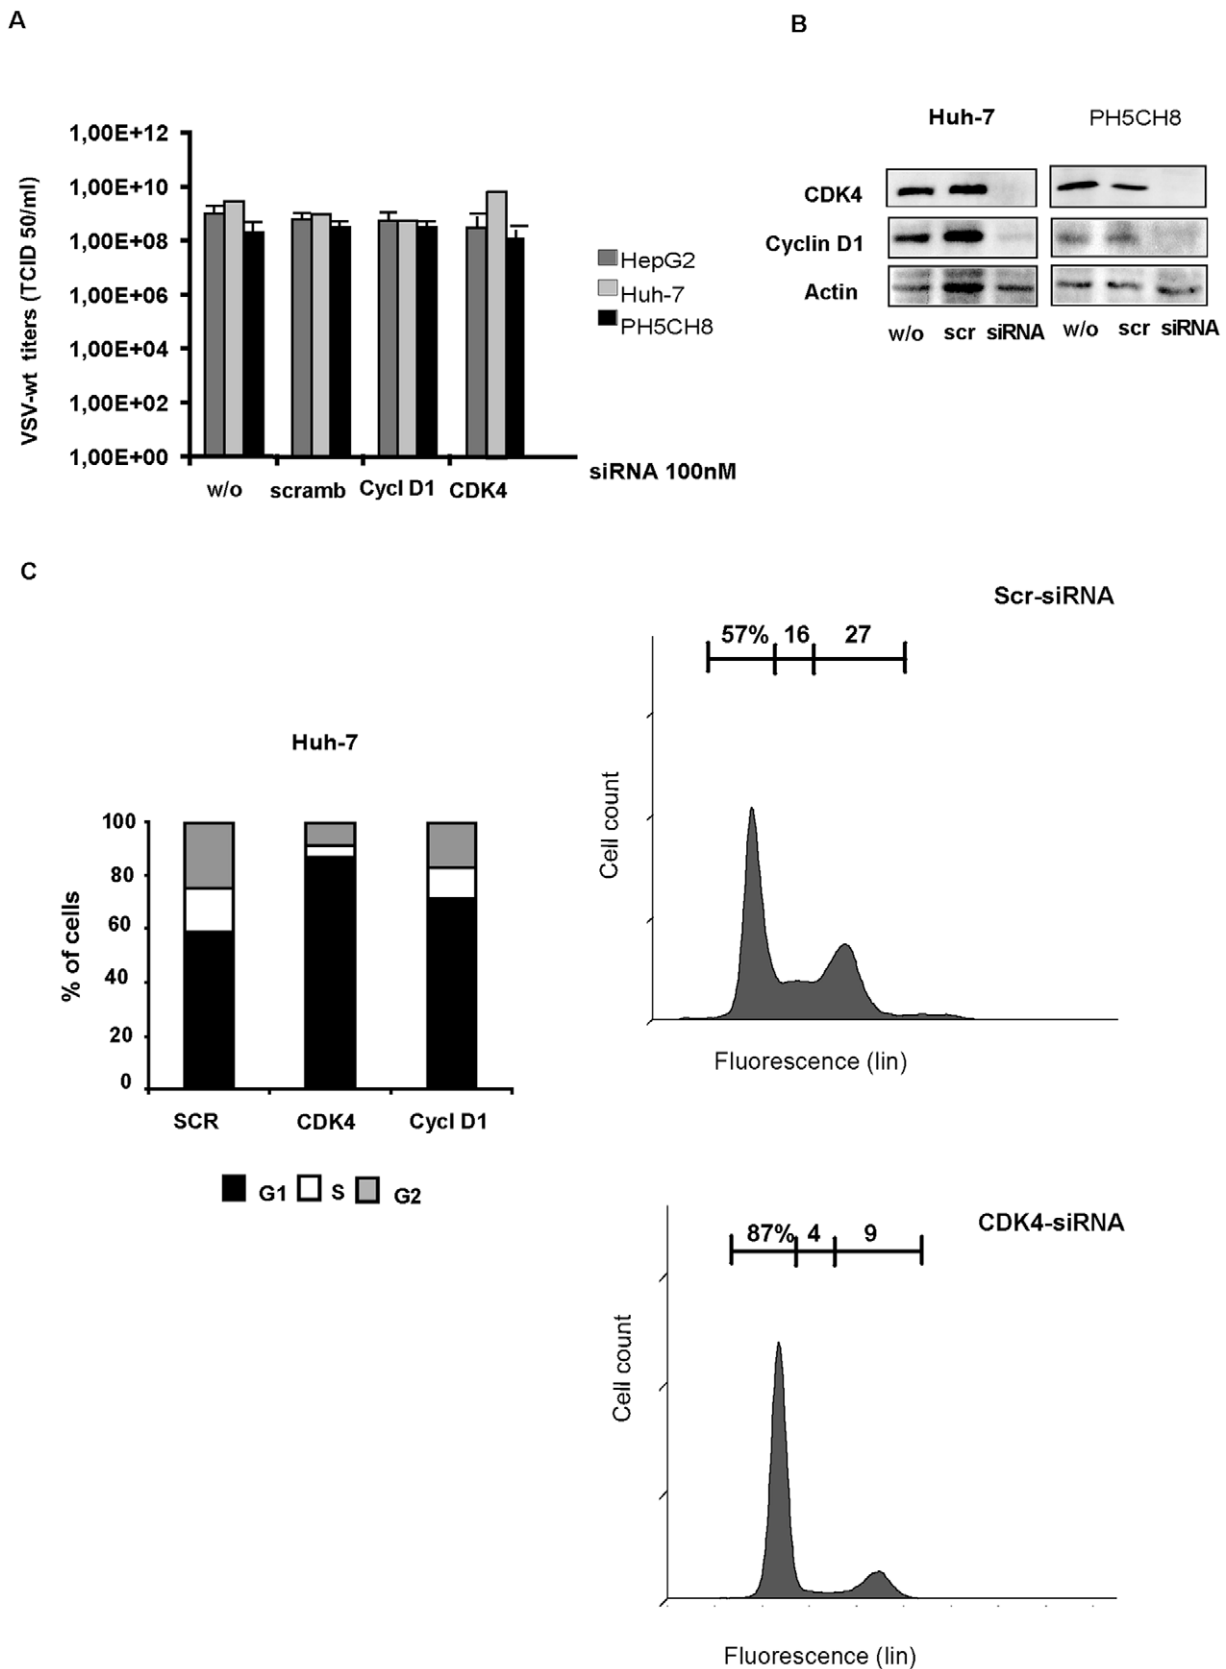 A
VSV-wt titers (TCID 50/ml)
1,00E+12
1,00E+10
1,00E+08
1,00E+06
1,00E+04
1,00E+02
1,00E+00
w/o scramb Cycl D1 CDK4
siRNA 100nM
HepG2
Huh-7
PH5CH8
B
Huh-7 PH5CH8
CDK4
Cyclin D1
Actin
w/o scr siRNA w/o scr siRNA
C
Huh-7
% of cells
100
80
60
40
20
0
SCR CDK4 Cycl D1
G1 S G2
Scr-siRNA
57% 16 27
Cell count
Fluorescence (lin)
CDK4-siRNA
87% 4 9
Cell count
Fluorescence (lin)